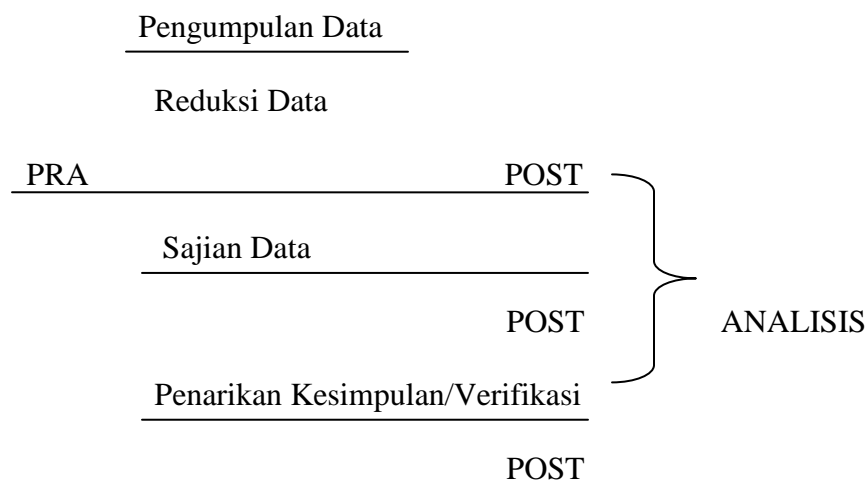 Pengumpulan Data
Reduksi Data
PRA POST
Sajian Data
POST ANALISIS
Penarikan Kesimpulan/Verifikasi
POST